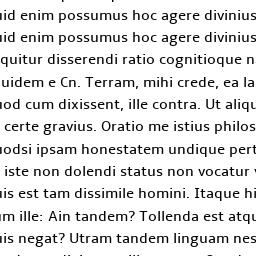 uid enim possumus hoc agere divinius
uid enim possumus hoc agere divinius
quitur disserendi ratio cognitioque n
uidem e Cn. Terram, mihi crede, ea la
uod cum dixissent, ille contra. Ut aliqu
certe gravius. Oratio me istius philos
uodsi ipsam honestatem undique pert
iste non dolendi status non vocatur v
uis est tam dissimile homini. Itaque hi
um ille: Ain tandem? Tollenda est atqu
uis negat? Utram tandem linguam nes